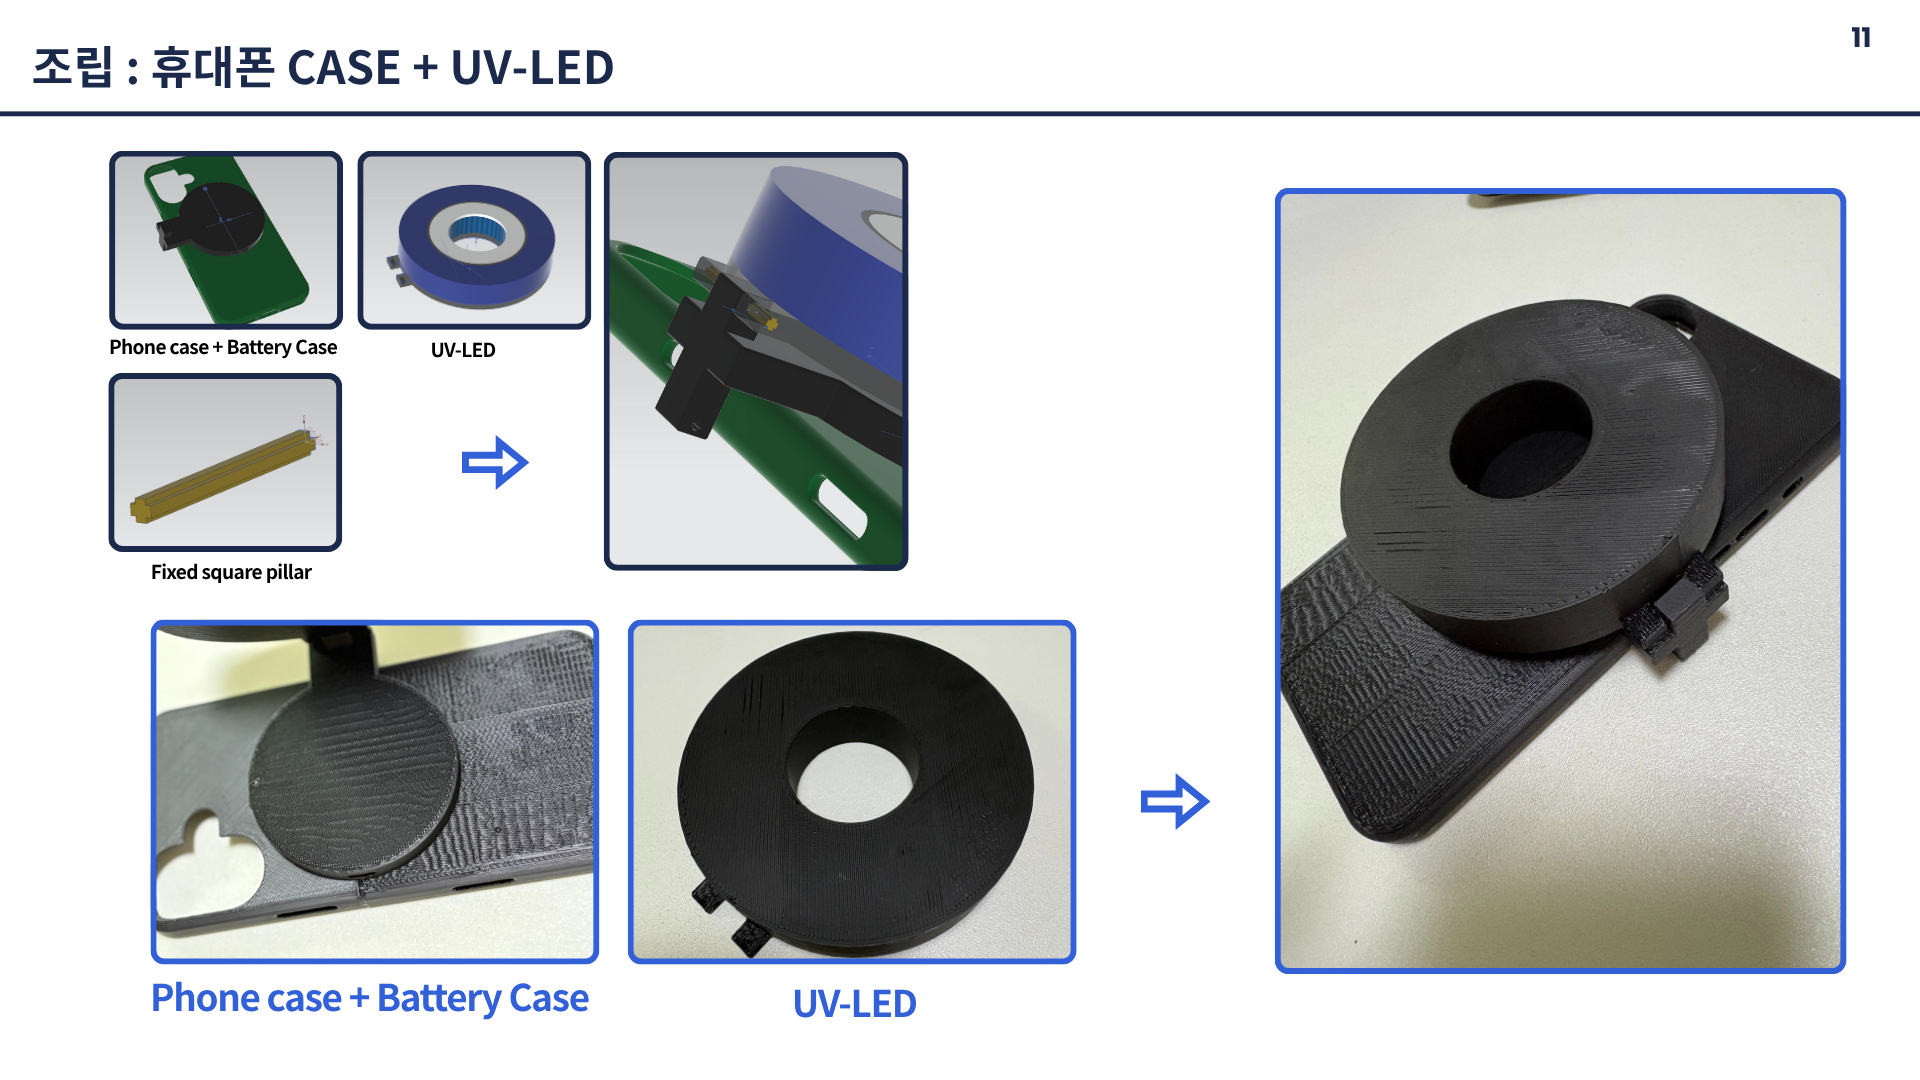 조립 : 휴대폰 CASE + UV-LED
11
Phone case + Battery Case
UV-LED
Fixed square pillar
Phone case + Battery Case
UV-LED